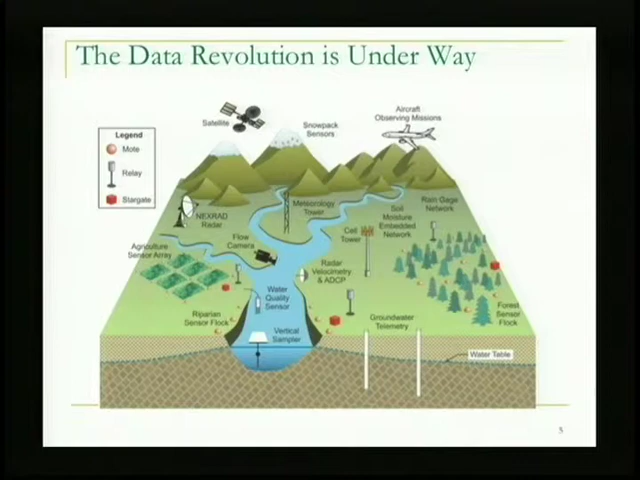 The Data Revolution is Under Way
Satellite
Snowpack
Sensors
Aircraft
Observing Missions
Legend
Mote
Relay
Stargate
NEXRAD
Radar
Meteorology
Tower
Soil
Moisture
Embedded
Network
Rain Gage
Network
Flow
Camera
Cell
Tower
Agriculture
Sensor Array
Radar
Velocimetry
& ADCP
Water
Quality
Sensor
Riparian
Sensor Flock
Vertical
Sampler
Groundwater
Telemetry
Forest
Sensor
Flock
Water Table
5